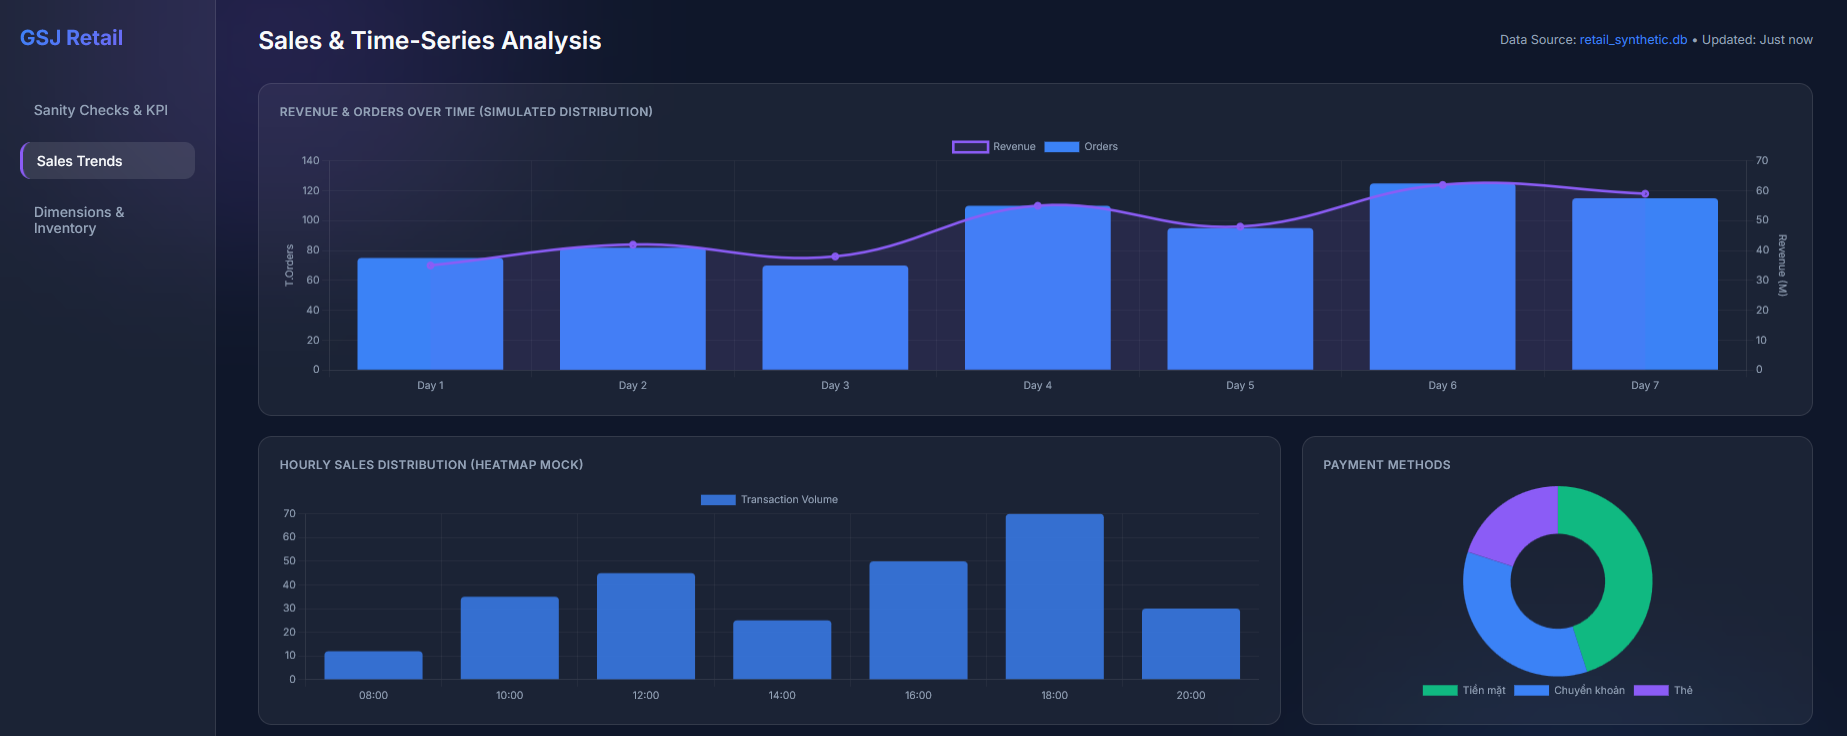 GSJ Retail
Sanity Checks & KPI
Sales Trends
Dimensions &
Inventory
Sales & Time-Series Analysis
Data Source: retail_synthetic.db • Updated: Just now
REVENUE & ORDERS OVER TIME (SIMULATED DISTRIBUTION)
Revenue Orders
140
120
100
80
60
40
20
0
T.Orders
70
60
50
40
30
20
10
0
Revenue (M)
Day 1 Day 2 Day 3 Day 4 Day 5 Day 6 Day 7
HOURLY SALES DISTRIBUTION (HEATMAP MOCK)
Transaction Volume
70
60
50
40
30
20
10
0
08:00 10:00 12:00 14:00 16:00 18:00 20:00
PAYMENT METHODS
Tiền mặt Chuyển khoản Thẻ